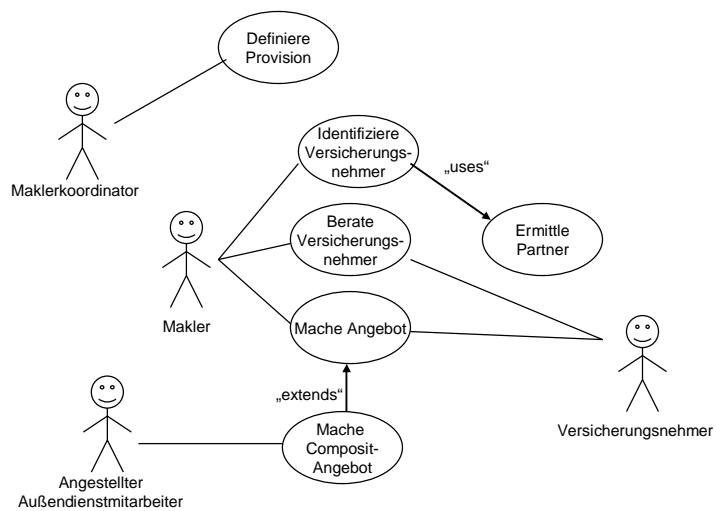 Definiere
Provision
Maklerkoordinator
Identifiziere
Versicherungs-
nehmer
„uses“
Ermittle
Partner
Berate
Versicherungs-
nehmer
Makler
Mache Angebot
„extends“
Versicherungsnehmer
Mache
Composit-
Angebot
Angestellter
Außendienstmitarbeiter